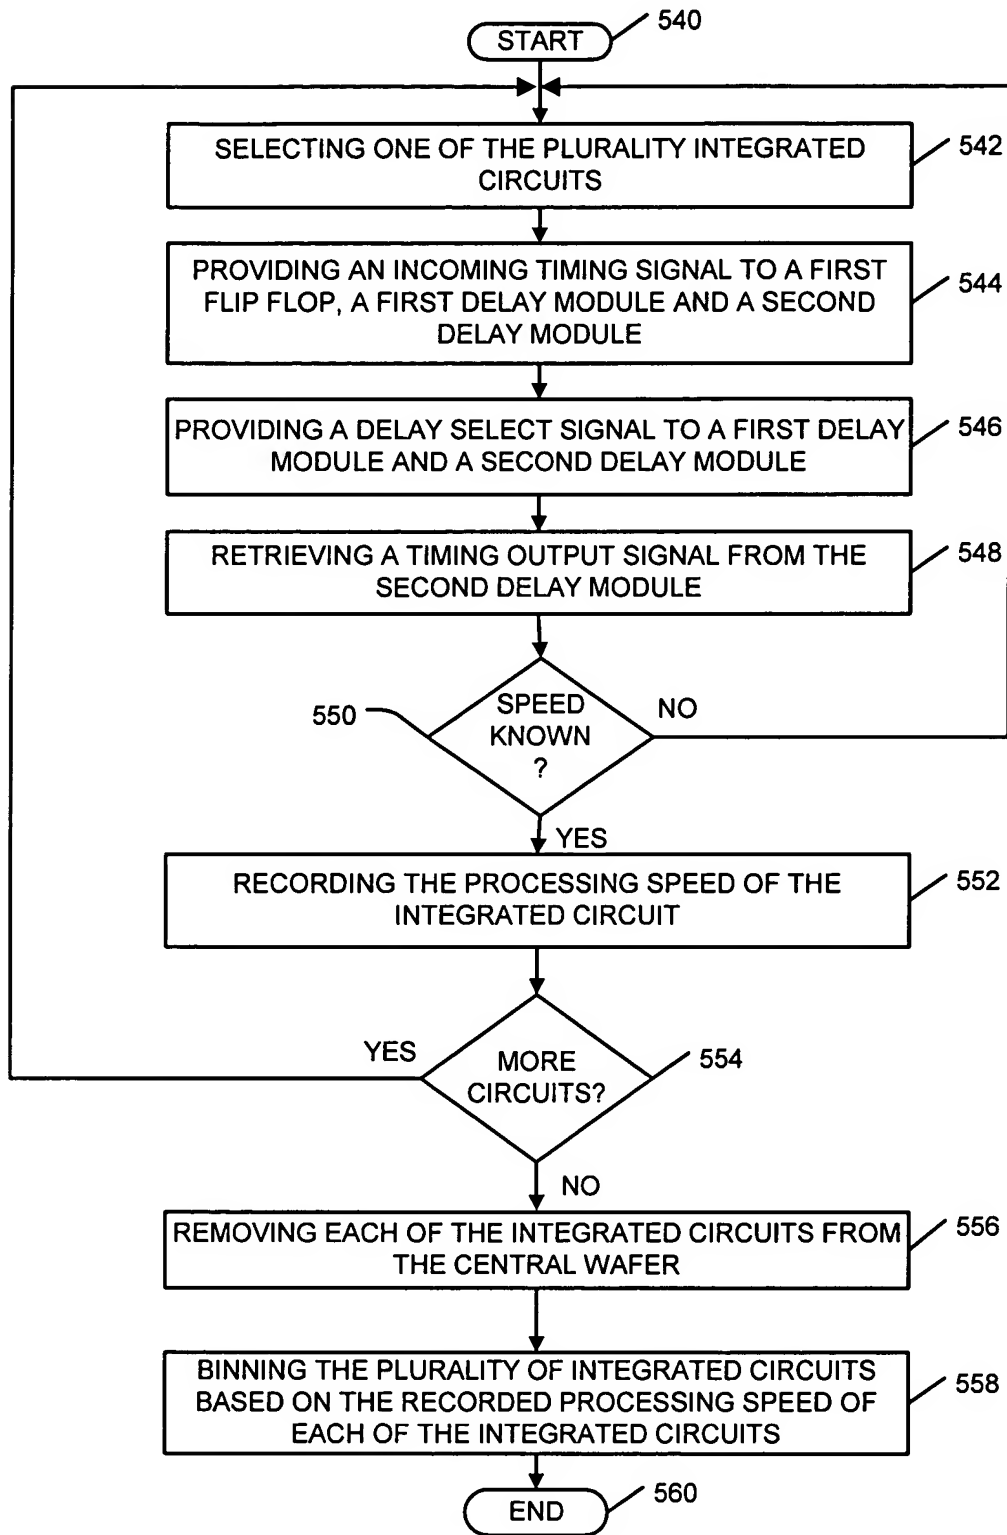 START
540
SELECTING ONE OF THE PLURALITY INTEGRATED
CIRCUITS
542
PROVIDING AN INCOMING TIMING SIGNAL TO A FIRST
FLIP FLOP, A FIRST DELAY MODULE AND A SECOND
DELAY MODULE
544
PROVIDING A DELAY SELECT SIGNAL TO A FIRST DELAY
MODULE AND A SECOND DELAY MODULE
546
RETRIEVING A TIMING OUTPUT SIGNAL FROM THE
SECOND DELAY MODULE
548
550
SPEED
KNOWN
?
NO
YES
RECORDING THE PROCESSING SPEED OF THE
INTEGRATED CIRCUIT
552
YES
MORE
CIRCUITS?
554
NO
REMOVING EACH OF THE INTEGRATED CIRCUITS FROM
THE CENTRAL WAFER
556
BINNING THE PLURALITY OF INTEGRATED CIRCUITS
BASED ON THE RECORDED PROCESSING SPEED OF
EACH OF THE INTEGRATED CIRCUITS
558
END
560